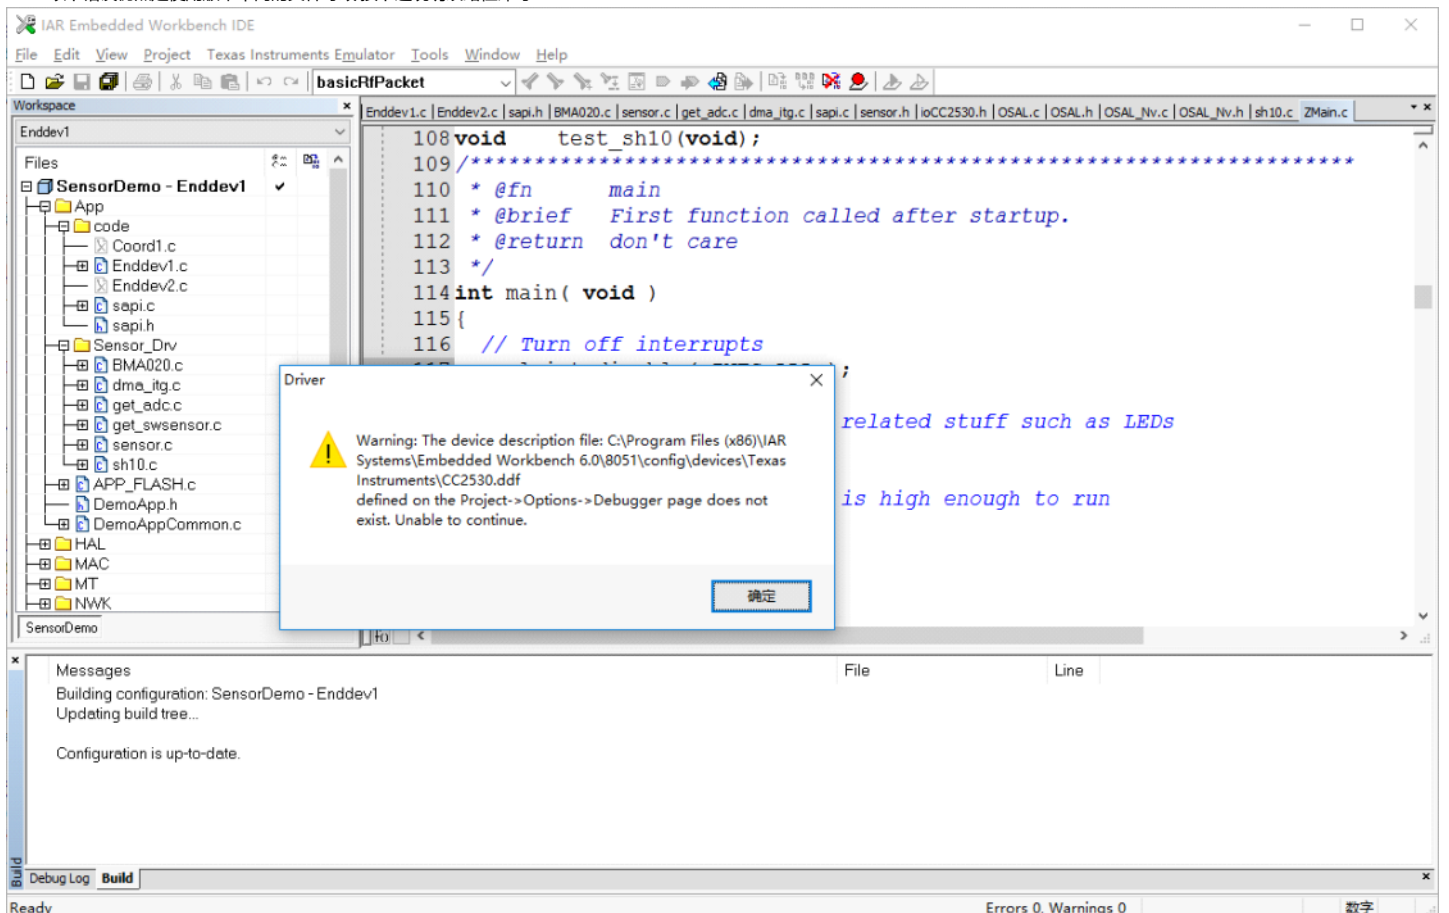 IAR Embedded Workbench IDE
File Edit View Project Texas Instruments Emulator Tools Window Help
basicRfPacket
Workspace
Enddev1.c Enddev2.c sapi.h BMA020.c sensor.c get_adc.c dma_itg.c sapi.c sensor.h ioCC2530.h OSAL.c OSAL.h OSAL_Nv.c OSAL_Nv.h sh10.c ZMain.c
Enddev1
Files
SensorDemo - Enddev1
App
code
Coord1.c
Enddev1.c
Enddev2.c
sapi.c
sapi.h
Sensor_Drv
BMA020.c
dma_itg.c
get_adc.c
get_swsensor.c
sensor.c
sh10.c
APP_FLASH.c
DemoApp.h
DemoAppCommon.c
HAL
MAC
MT
NWK
SensorDemo
108 void test_sh10(void);
109 /*********************************************************************
110 * @fn main
111 * @brief First function called after startup.
112 * @return don't care
113 */
114 int main( void )
115 {
116 // Turn off interrupts
);
related stuff such as LEDs
is high enough to run
fo
Driver
Warning: The device description file: C:\Program Files (x86)\IAR
Systems\Embedded Workbench 6.0\8051\config\devices\Texas
Instruments\CC2530.ddf
defined on the Project->Options->Debugger page does not
exist. Unable to continue.
确定
Messages File Line
Building configuration: SensorDemo - Enddev1
Updating build tree...
Configuration is up-to-date.
Build
Debug Log Build
Ready Errors 0, Warnings 0 数字